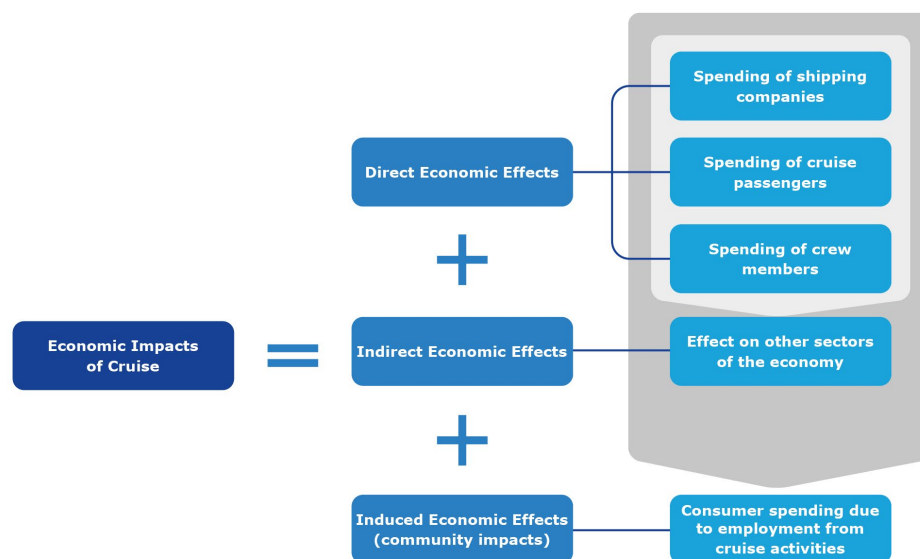 Spending of shipping
companies
Direct Economic Effects
Spending of cruise
passengers
+
Spending of crew
members
Economic Impacts
of Cruise
=
Indirect Economic Effects
Effect on other sectors
of the economy
+
Induced Economic Effects
(community impacts)
Consumer spending due
to employment from
cruise activities